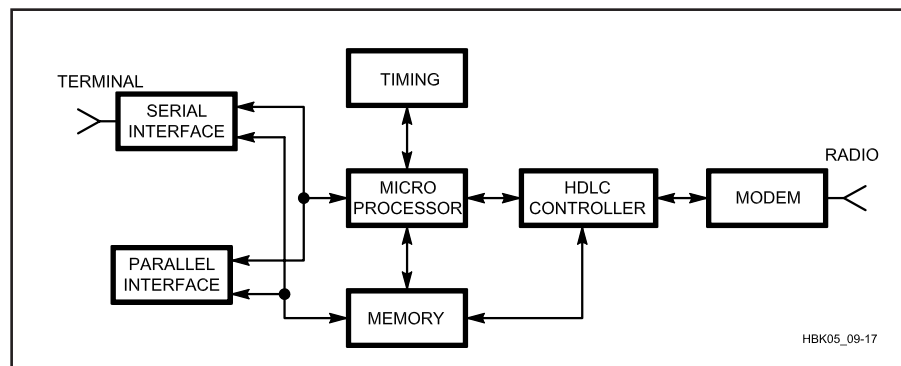 TERMINAL
SERIAL
INTERFACE
TIMING
MICRO
PROCESSOR
HDLC
CONTROLLER
RADIO
MODEM
PARALLEL
INTERFACE
MEMORY
HBK05_09-17